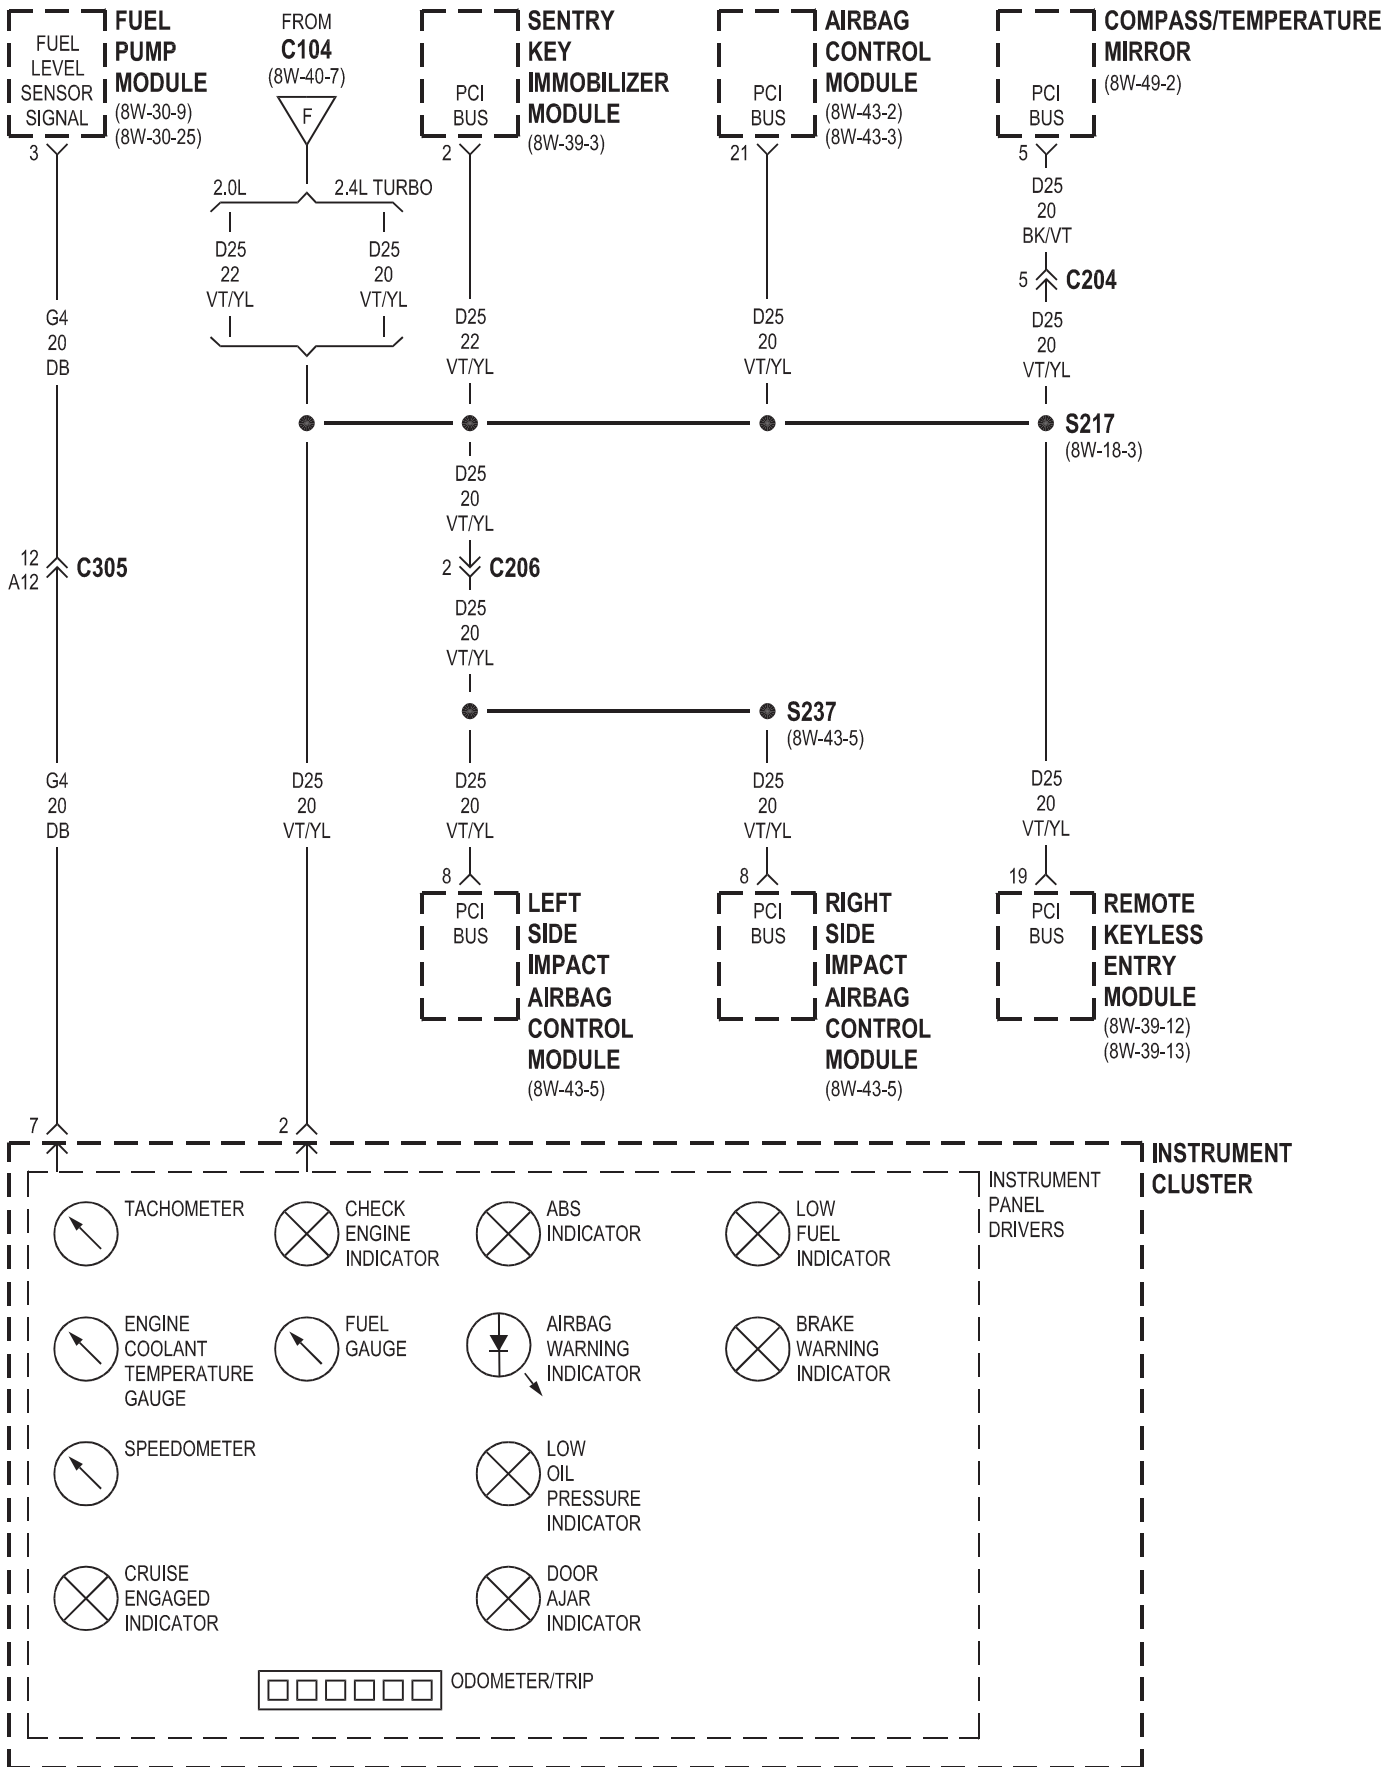 FUEL
LEVEL
SENSOR
SIGNAL
FUEL
PUMP
MODULE
(8W-30-9)
(8W-30-25)
3
FROM
C104
(8W-40-7)
F
2.0L
2.4L TURBO
D25
22
VT/YL
D25
20
VT/YL
PCI
BUS
SENTRY
KEY
IMMOBILIZER
MODULE
(8W-39-3)
2
PCI
BUS
AIRBAG
CONTROL
MODULE
(8W-43-2)
(8W-43-3)
21
PCI
BUS
COMPASS/TEMPERATURE
MIRROR
(8W-49-2)
5
D25
20
BK/VT
5
C204
G4
20
DB
D25
22
VT/YL
D25
20
VT/YL
D25
20
VT/YL
S217
(8W-18-3)
D25
20
VT/YL
12
A12
C305
2
C206
D25
20
VT/YL
S237
(8W-43-5)
G4
20
DB
D25
20
VT/YL
D25
20
VT/YL
D25
20
VT/YL
D25
20
VT/YL
8
PCI
BUS
LEFT
SIDE
IMPACT
AIRBAG
CONTROL
MODULE
(8W-43-5)
8
PCI
BUS
RIGHT
SIDE
IMPACT
AIRBAG
CONTROL
MODULE
(8W-43-5)
19
PCI
BUS
REMOTE
KEYLESS
ENTRY
MODULE
(8W-39-12)
(8W-39-13)
7
2
INSTRUMENT
CLUSTER
INSTRUMENT
PANEL
DRIVERS
TACHOMETER
CHECK
ENGINE
INDICATOR
ABS
INDICATOR
LOW
FUEL
INDICATOR
ENGINE
COOLANT
TEMPERATURE
GAUGE
FUEL
GAUGE
AIRBAG
WARNING
INDICATOR
BRAKE
WARNING
INDICATOR
SPEEDOMETER
LOW
OIL
PRESSURE
INDICATOR
CRUISE
ENGAGED
INDICATOR
DOOR
AJAR
INDICATOR
ODOMETER/TRIP